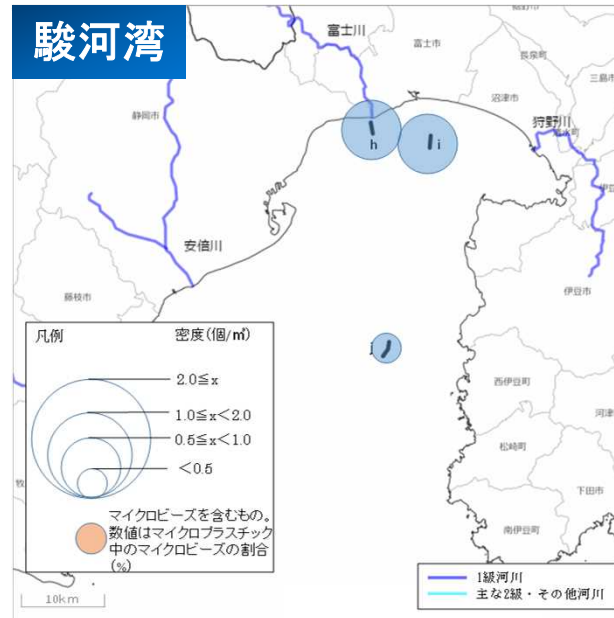 駿河湾
富士川
富士市
長泉町
三島市
沼津市
狩野川
静岡市
h
i
安倍川
藤枝市
伊豆市
凡例
密度(個/㎥)
2.0≦x
1.0≦x<2.0
0.5≦x<1.0
<0.5
マイクロビーズを含むもの。
数値はマイクロプラスチック
中のマイクロビーズの割合
(%)
西伊豆町
河津
松崎町
下田市
南伊豆町
1級河川
主な2級・その他河川
10km